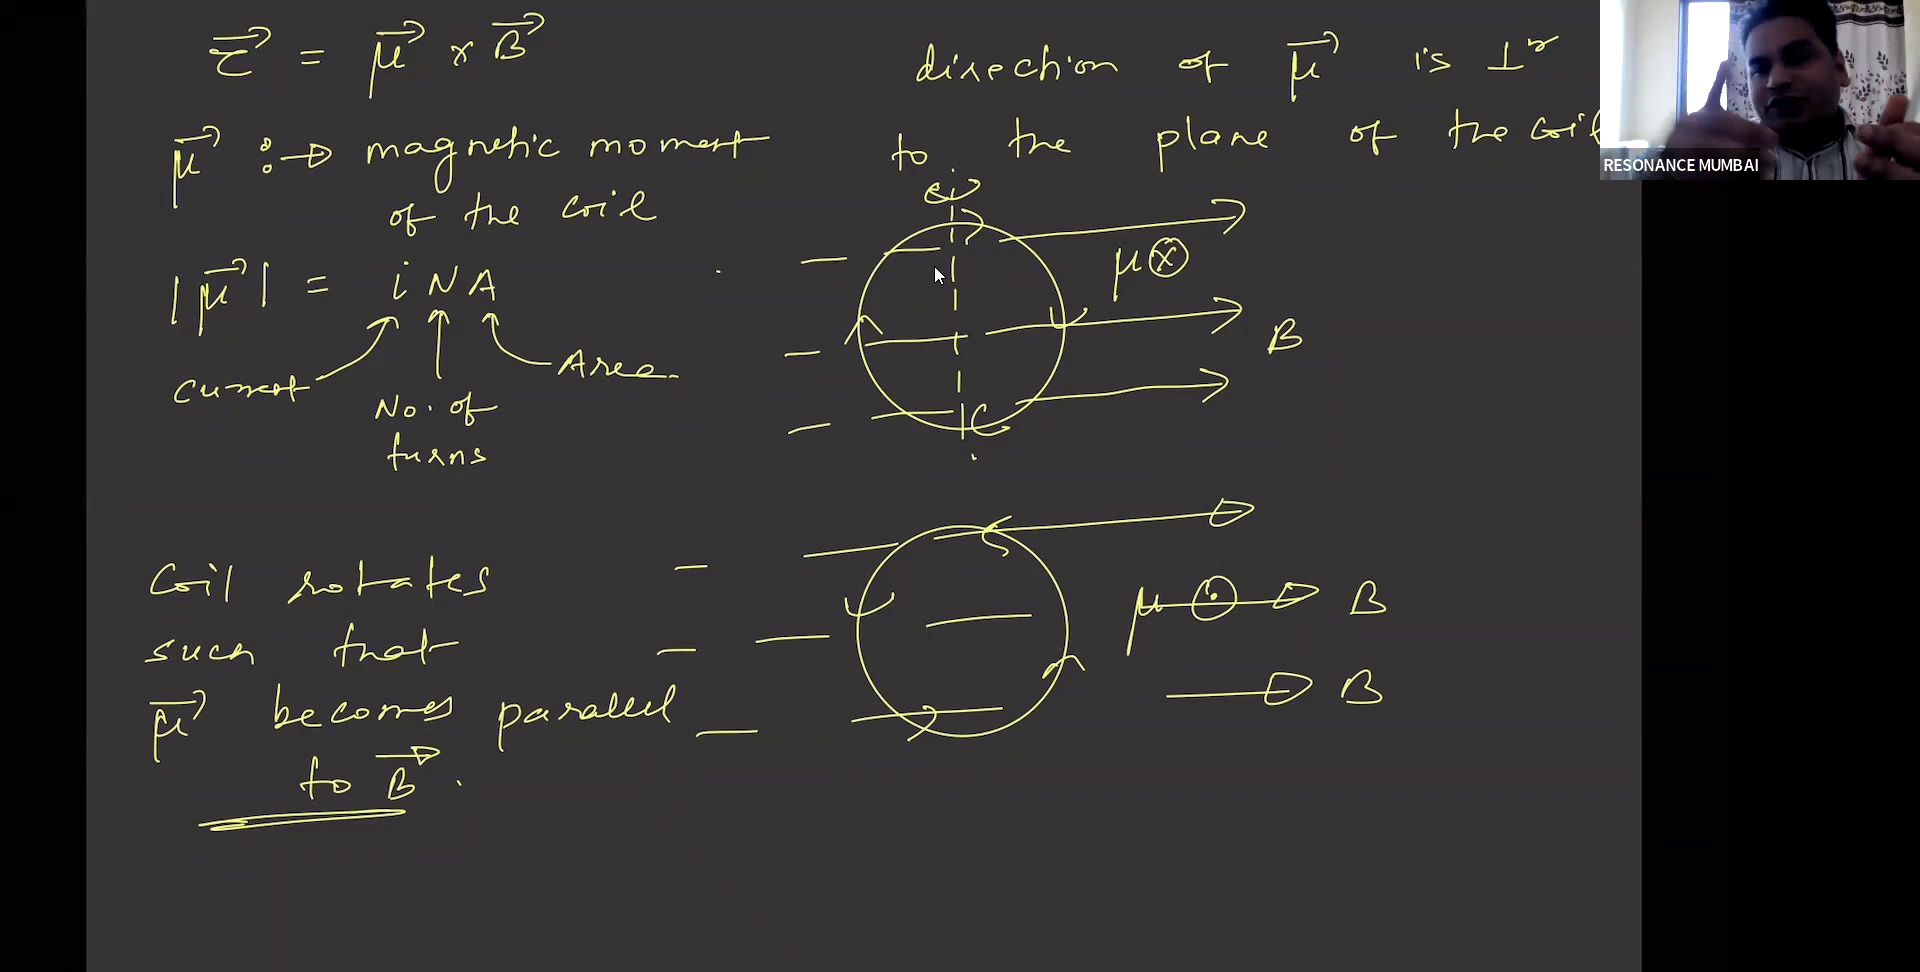 τ⃗ = μ⃗ × B⃗
μ⃗ :→ magnetic moment
of the coil
|μ⃗| = i N A
Current
No. of
turns
Area
direction of μ⃗ is ⊥r
to the plane of the coil
μ ⊗
B
Coil rotates
such that
μ⃗ becomes parallel
to B⃗.
μ ⊙ B
B
RESONANCE MUMBAI